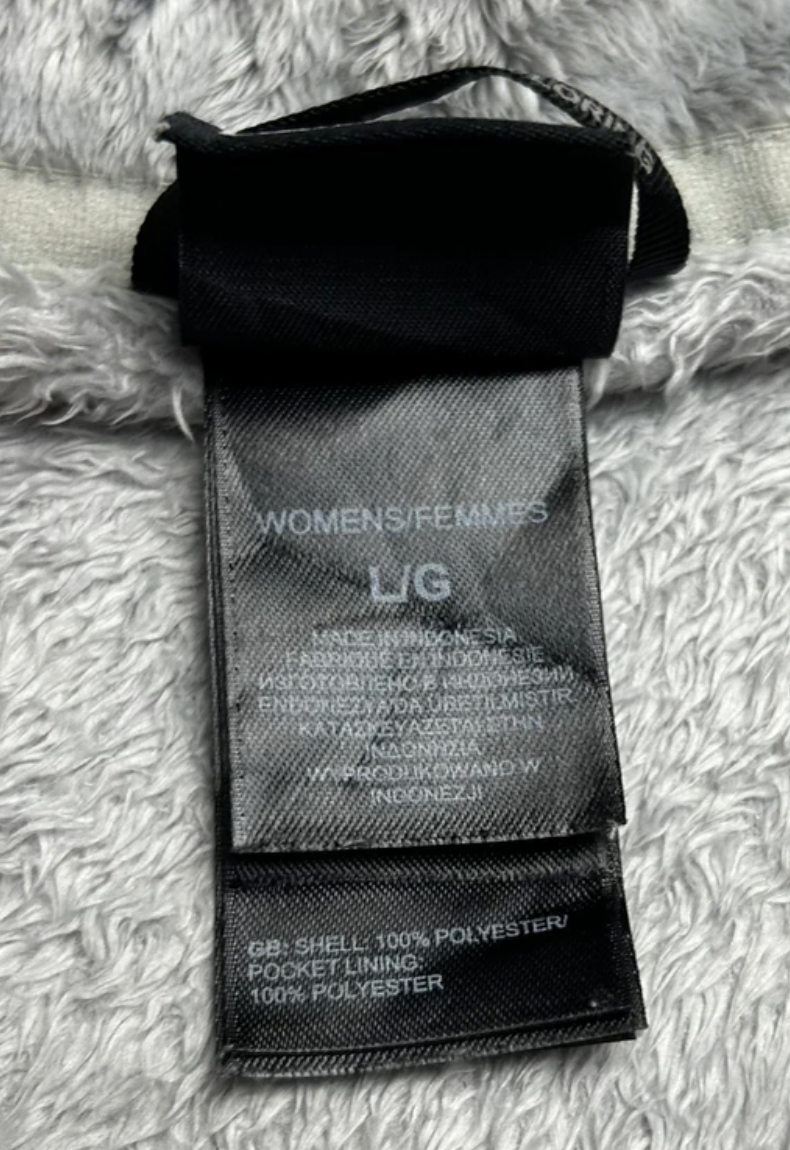 WOMENS/FEMMES
L/G
MADE IN INDONESIA
FABRIQUE EN INDONESIE
ИЗГОТОВЛЕНО В ИНДОНЕЗИИ
ENDONEZYA'DA ÜRETILMISTIR
ΚΑΤΑΣΚΕΥΑΖΕΤΑΙ ΣΤΗΝ
ΙΝΔΟΝΗΣΙΑ
WYPRODUKOWANO W
INDONEZJI
GB: SHELL: 100% POLYESTER/
POCKET LINING:
100% POLYESTER